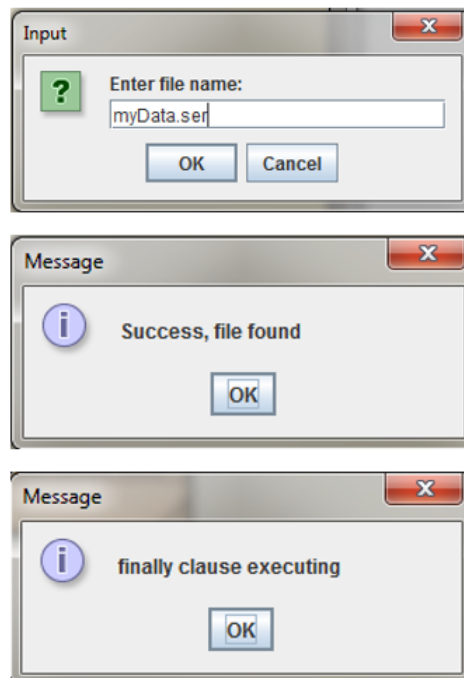 Input
?
Enter file name:
myData.ser
OK Cancel
Message
i
Success, file found
OK
Message
i
finally clause executing
OK